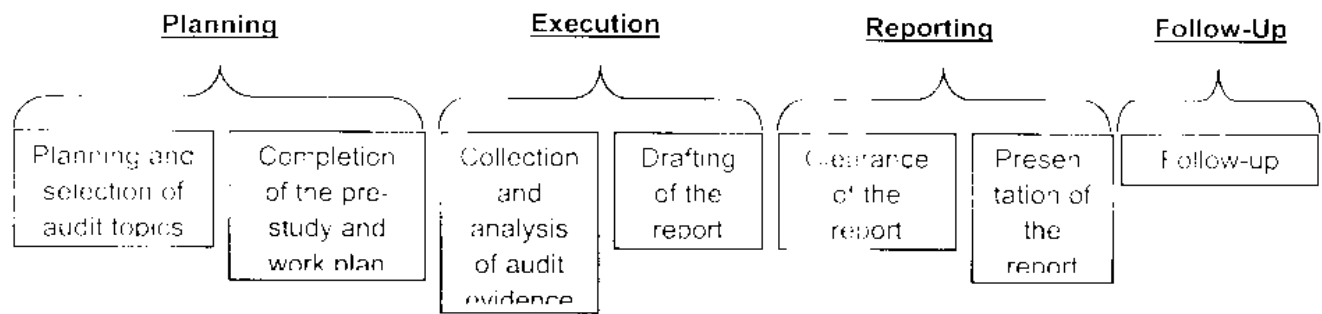 Planning
Execution
Reporting
Follow-Up
Planning and
selection of
audit topics
Completion
of the pre-
study and
work plan
Collection
and
analysis
of audit
evidence
Drafting
of the
report
Clearance
of the
report
Presen
tation of
the
report
Follow-up